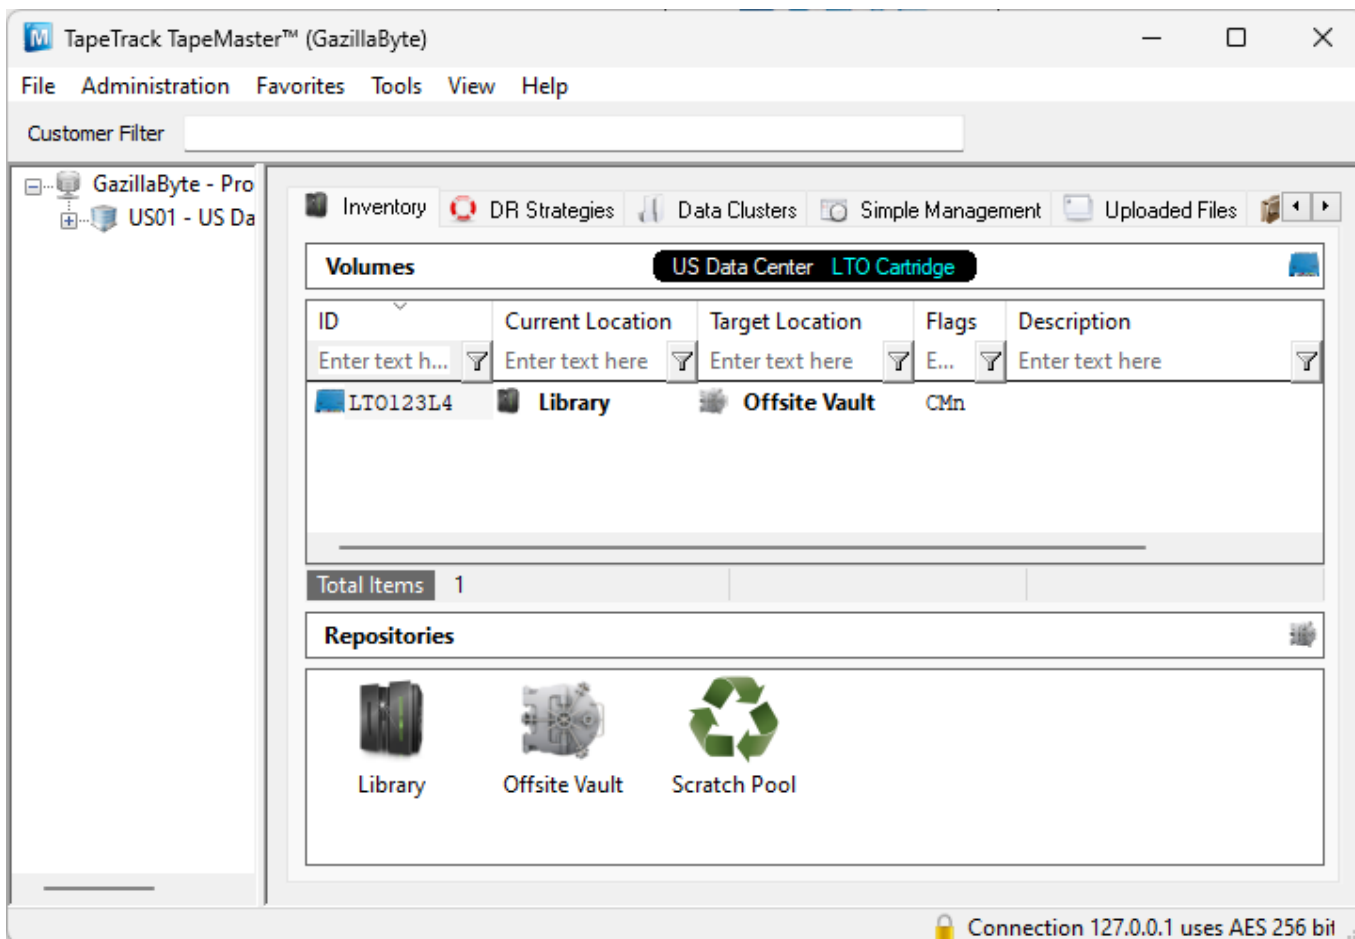 TapeTrack TapeMaster™ (GazillaByte)
File Administration Favorites Tools View Help
Customer Filter
GazillaByte - Pro
US01 - US Da
Inventory DR Strategies Data Clusters Simple Management Uploaded Files
Volumes US Data Center LTO Cartridge
ID Current Location Target Location Flags Description
Enter text h... Enter text here Enter text here E... Enter text here
LTO123L4 Library Offsite Vault CMn
Total Items 1
Repositories
Library Offsite Vault Scratch Pool
Connection 127.0.0.1 uses AES 256 bit